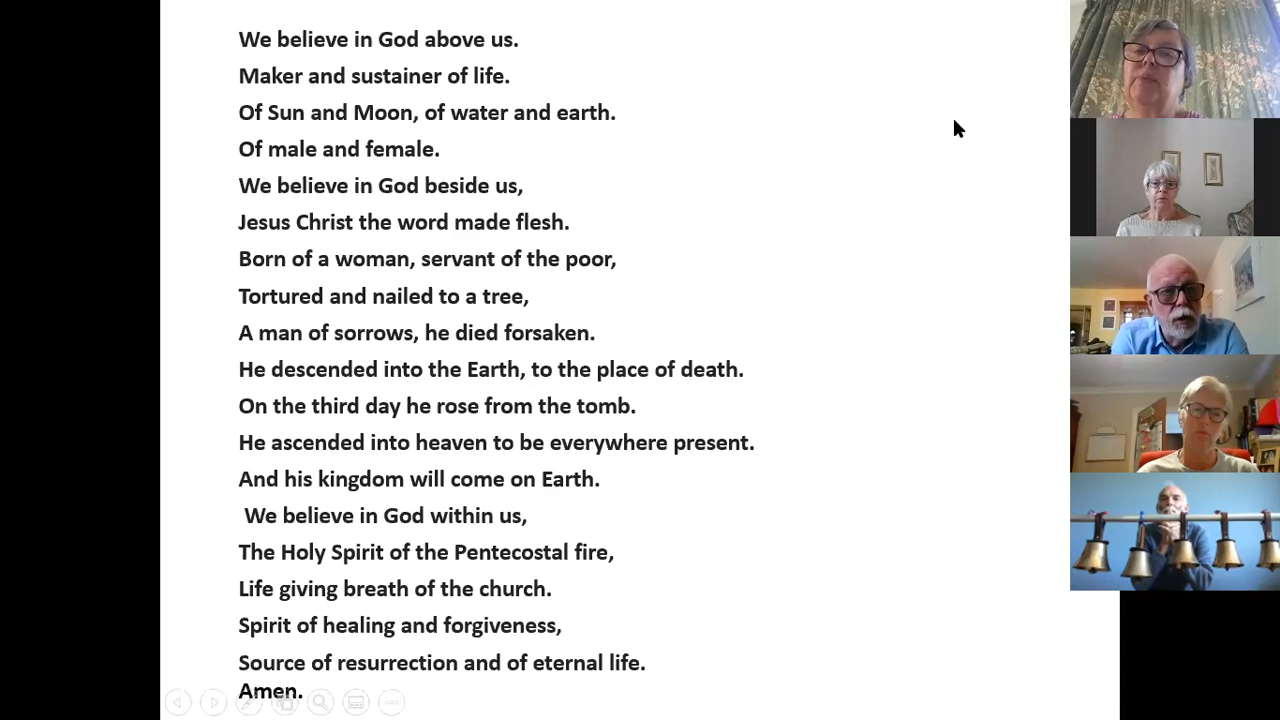 We believe in God above us.
Maker and sustainer of life.
Of Sun and Moon, of water and earth.
Of male and female.
We believe in God beside us,
Jesus Christ the word made flesh.
Born of a woman, servant of the poor,
Tortured and nailed to a tree,
A man of sorrows, he died forsaken.
He descended into the Earth, to the place of death.
On the third day he rose from the tomb.
He ascended into heaven to be everywhere present.
And his kingdom will come on Earth.
We believe in God within us,
The Holy Spirit of the Pentecostal fire,
Life giving breath of the church.
Spirit of healing and forgiveness,
Source of resurrection and of eternal life.
Amen.